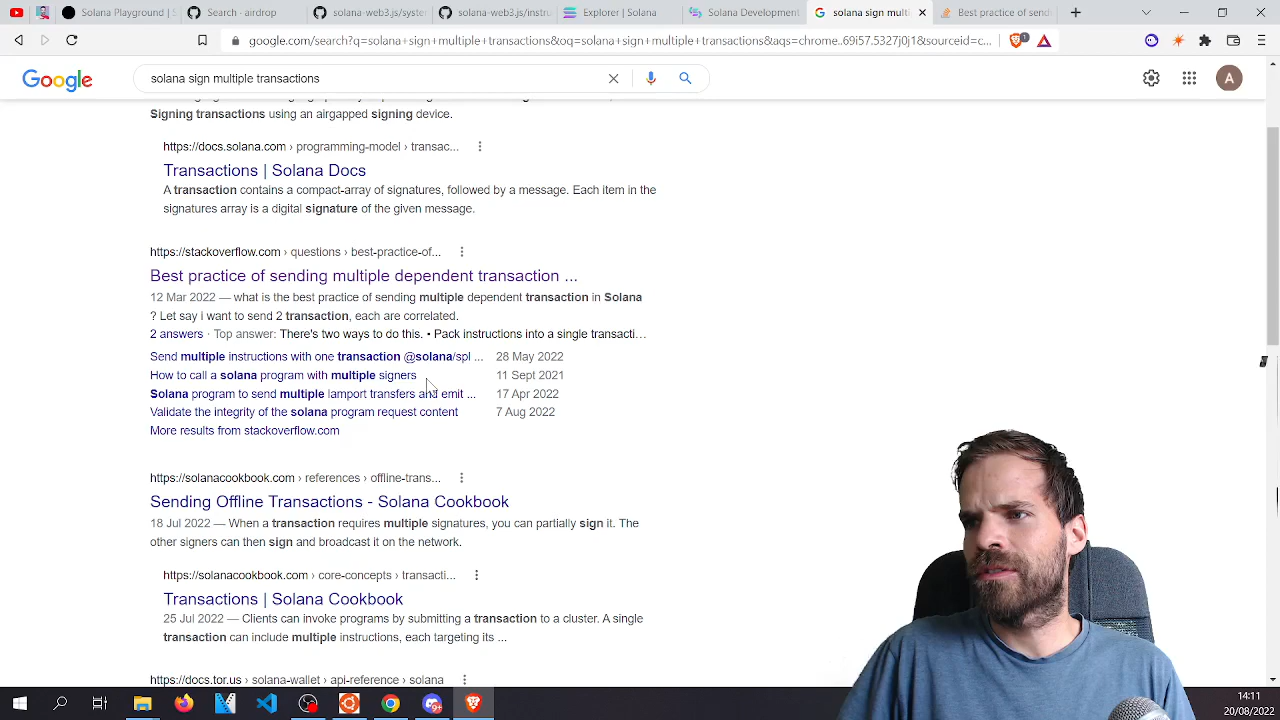 Solana Playground | S
Search · airdrop
solana-web3.js/syste
solana-web3.js/instru
Explorer | Solana
Solana Development
solana sign multiple t
Best practice of sendi
google.com/search?q=solana+sign+multiple+transactions&oq=solana+sign+multiple+transactions&aqs=chrome..69i57.5327j0j1&sourceid=c...
1
Google
solana sign multiple transactions
A
Signing transactions using an airgapped signing device.
https://docs.solana.com › programming-model › transac...
Transactions | Solana Docs
A transaction contains a compact-array of signatures, followed by a message. Each item in the
signatures array is a digital signature of the given message.
https://stackoverflow.com › questions › best-practice-of...
Best practice of sending multiple dependent transaction ...
12 Mar 2022 — what is the best practice of sending multiple dependent transaction in Solana
? Let say i want to send 2 transaction, each are correlated.
2 answers · Top answer: There's two ways to do this. • Pack instructions into a single transacti…
Send multiple instructions with one transaction @solana/spl ... 28 May 2022
How to call a solana program with multiple signers 11 Sept 2021
Solana program to send multiple lamport transfers and emit ... 17 Apr 2022
Validate the integrity of the solana program request content 7 Aug 2022
More results from stackoverflow.com
https://solanacookbook.com › references › offline-trans...
Sending Offline Transactions - Solana Cookbook
18 Jul 2022 — When a transaction requires multiple signatures, you can partially sign it. The
other signers can then sign and broadcast it on the network.
https://solanacookbook.com › core-concepts › transacti...
Transactions | Solana Cookbook
25 Jul 2022 — Clients can invoke programs by submitting a transaction to a cluster. A single
transaction can include multiple instructions, each targeting its ...
https://docs.tor.us › solana-wallet › api-reference › solana
14:11
20/08/2022